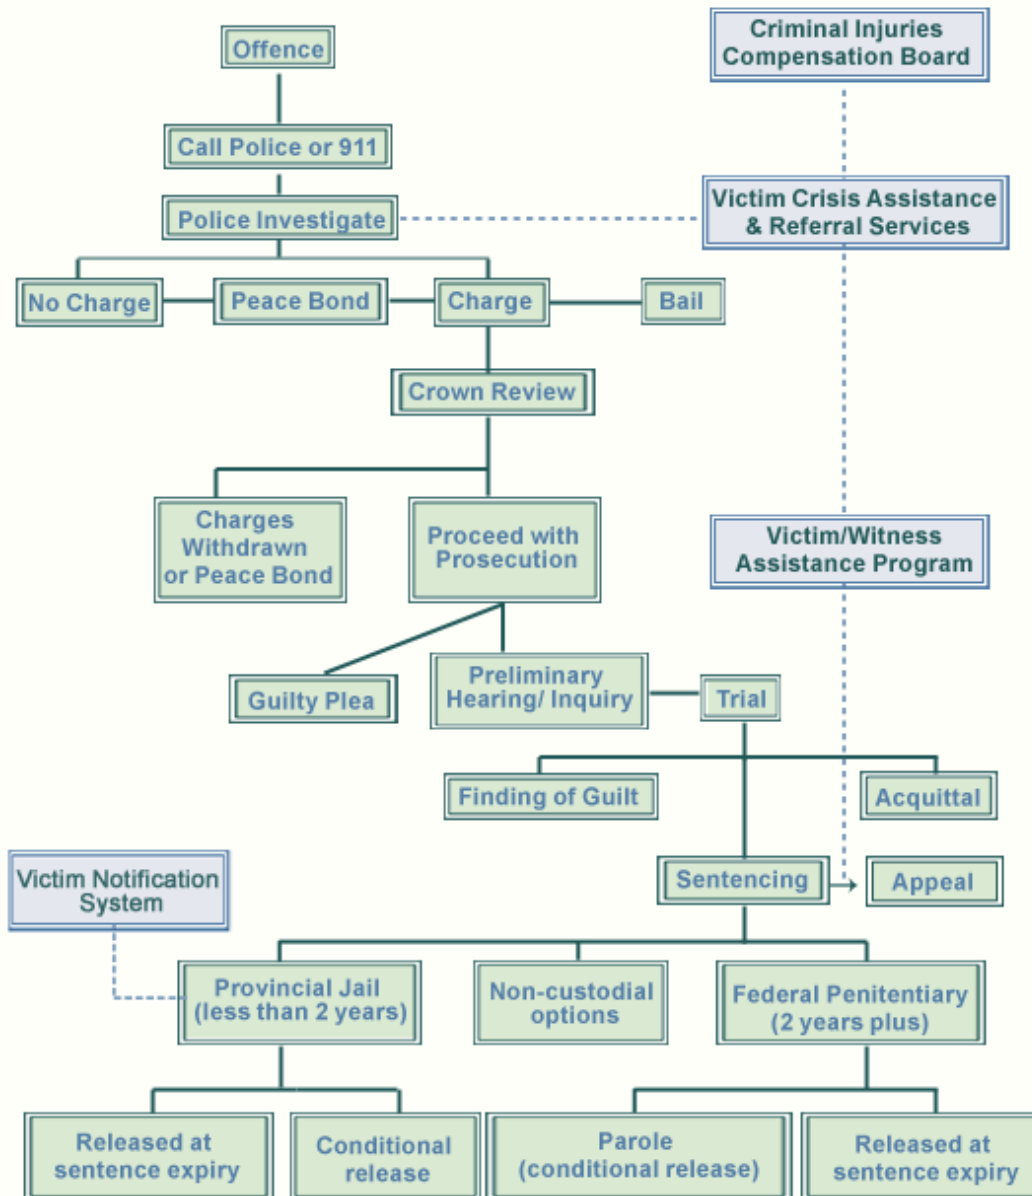 Offence
Criminal Injuries
Compensation Board
Call Police or 911
Police Investigate
Victim Crisis Assistance
& Referral Services
No Charge
Peace Bond
Charge
Bail
Crown Review
Charges
Withdrawn
or Peace Bond
Proceed with
Prosecution
Victim/Witness
Assistance Program
Guilty Plea
Preliminary
Hearing/ Inquiry
Trial
Finding of Guilt
Acquittal
Victim Notification
System
Sentencing
Appeal
Provincial Jail
(less than 2 years)
Non-custodial
options
Federal Penitentiary
(2 years plus)
Released at
sentence expiry
Conditional
release
Parole
(conditional release)
Released at
sentence expiry